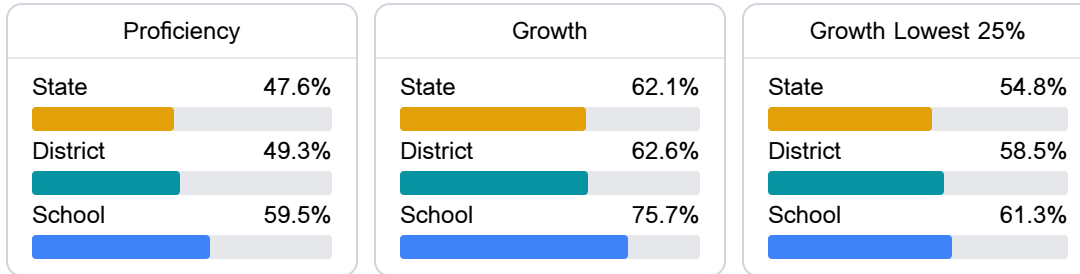 Proficiency
State 47.6%
District 49.3%
School 59.5%
Growth
State 62.1%
District 62.6%
School 75.7%
Growth Lowest 25%
State 54.8%
District 58.5%
School 61.3%